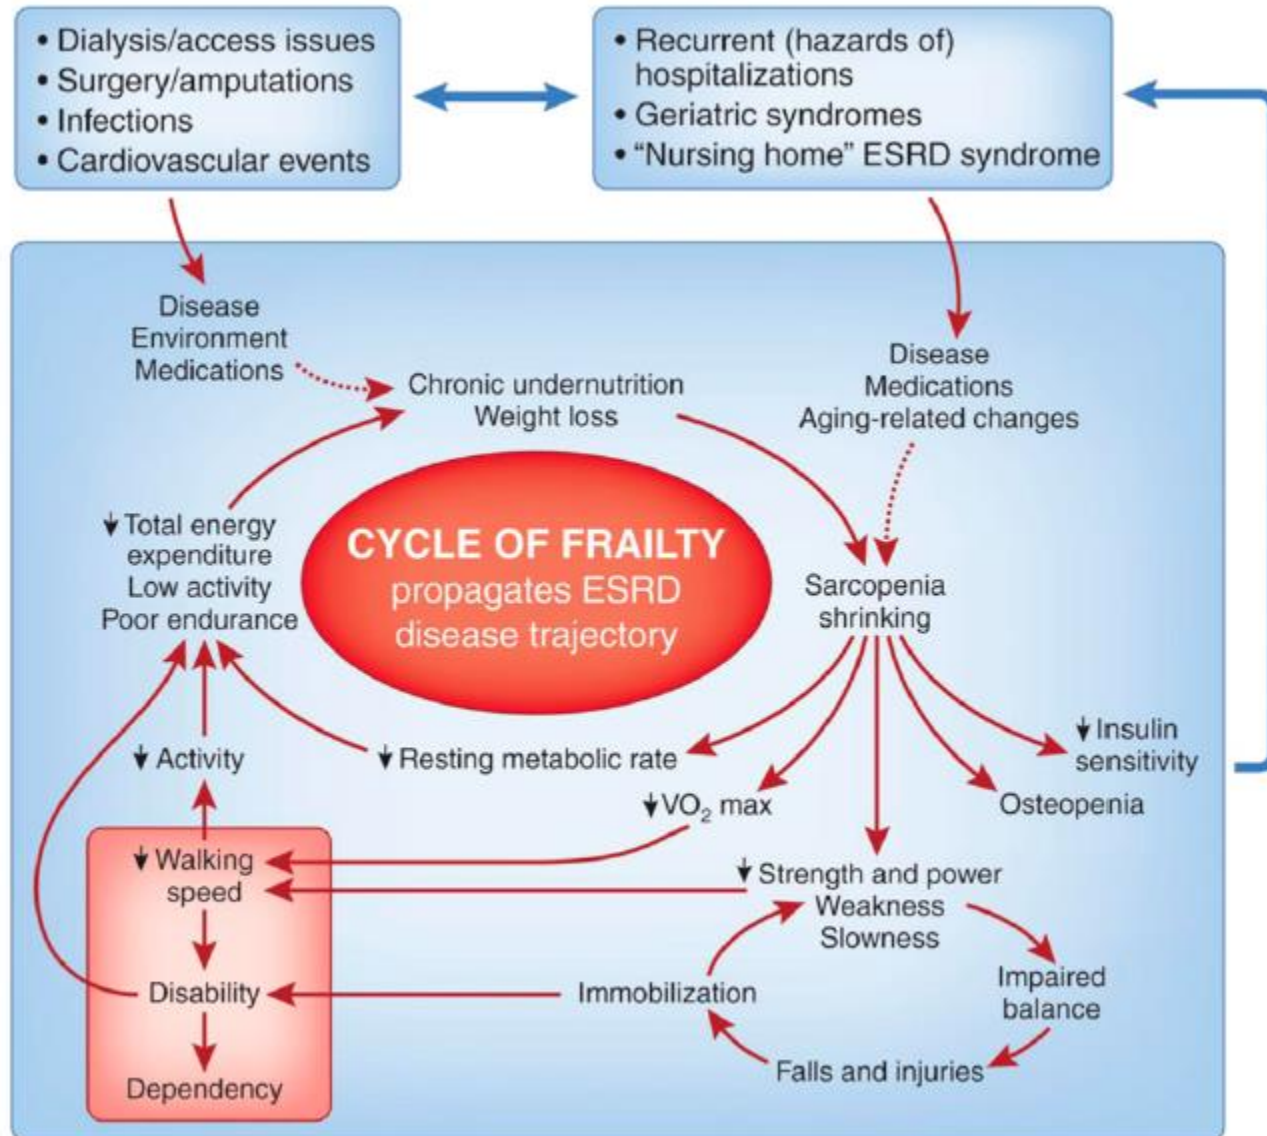 • Dialysis/access issues
• Surgery/amputations
• Infections
• Cardiovascular events
• Recurrent (hazards of)
hospitalizations
• Geriatric syndromes
• “Nursing home” ESRD syndrome
Disease
Environment
Medications
Chronic undernutrition
Weight loss
Disease
Medications
Aging-related changes
↓ Total energy
expenditure
Low activity
Poor endurance
CYCLE OF FRAILTY
propagates ESRD
disease trajectory
Sarcopenia
shrinking
↓ Activity
↓ Resting metabolic rate
↓ Insulin
sensitivity
↓ VO₂ max
Osteopenia
↓ Walking
speed
↓ Strength and power
Weakness
Slowness
Disability
Immobilization
Impaired
balance
Dependency
Falls and injuries